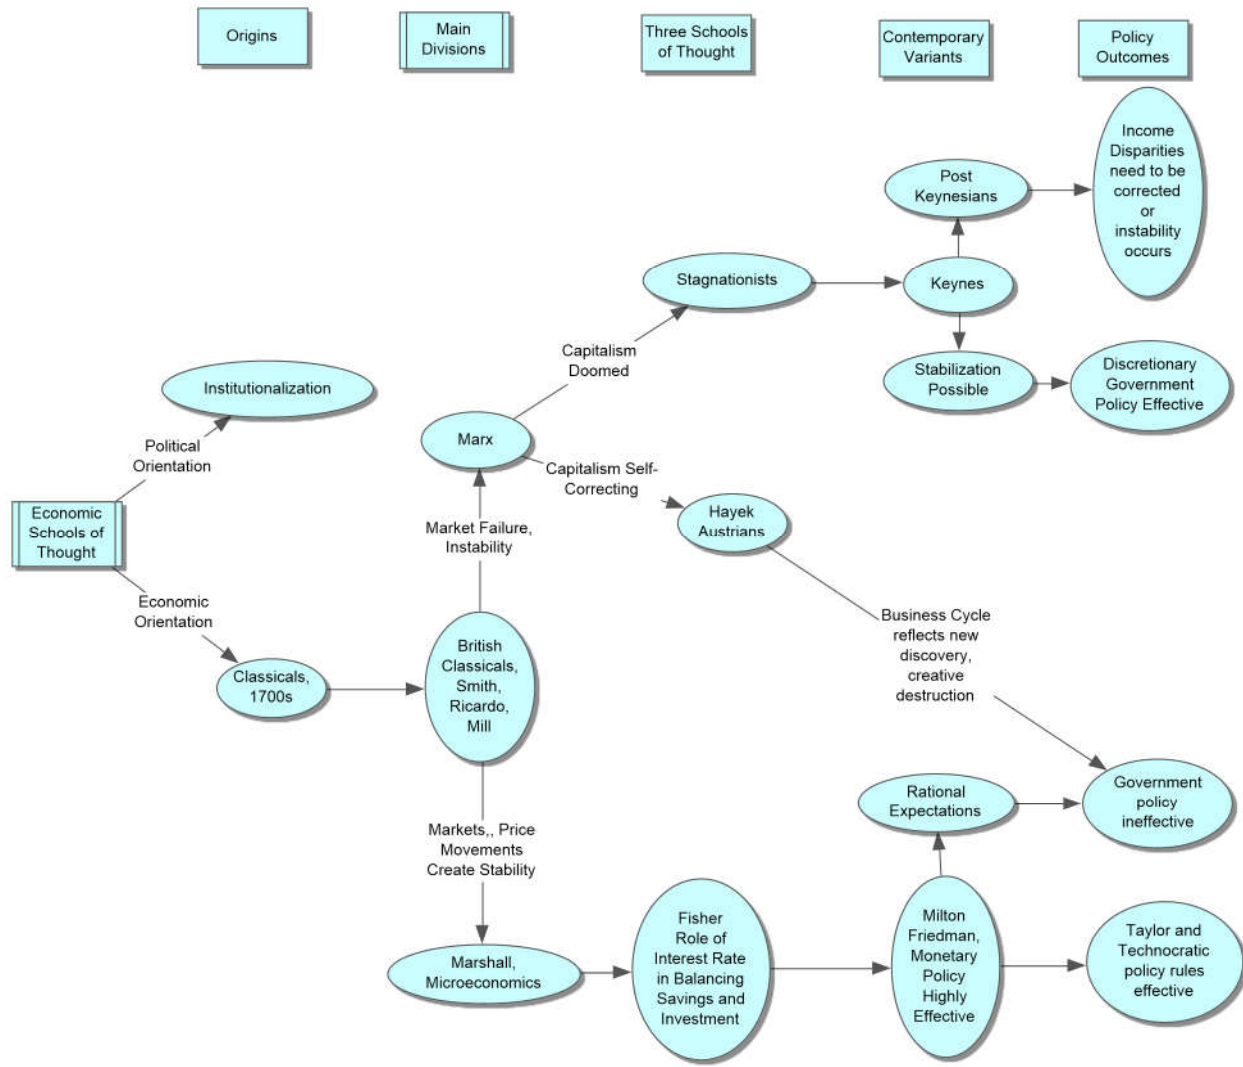 Origins
Main
Divisions
Three Schools
of Thought
Contemporary
Variants
Policy
Outcomes
Income
Disparities
need to be
corrected
or
instability
occurs
Post
Keynesians
Stagnationists
Keynes
Capitalism
Doomed
Stabilization
Possible
Discretionary
Government
Policy Effective
Institutionalization
Political
Orientation
Marx
Capitalism Self-
Correcting
Economic
Schools of
Thought
Market Failure,
Instability
Hayek
Austrians
Economic
Orientation
Classicals,
1700s
British
Classicals,
Smith,
Ricardo,
Mill
Business Cycle
reflects new
discovery,
creative
destruction
Rational
Expectations
Government
policy
ineffective
Markets,, Price
Movements
Create Stability
Marshall,
Microeconomics
Fisher
Role of
Interest Rate
in Balancing
Savings and
Investment
Milton
Friedman,
Monetary
Policy
Highly
Effective
Taylor and
Technocratic
policy rules
effective